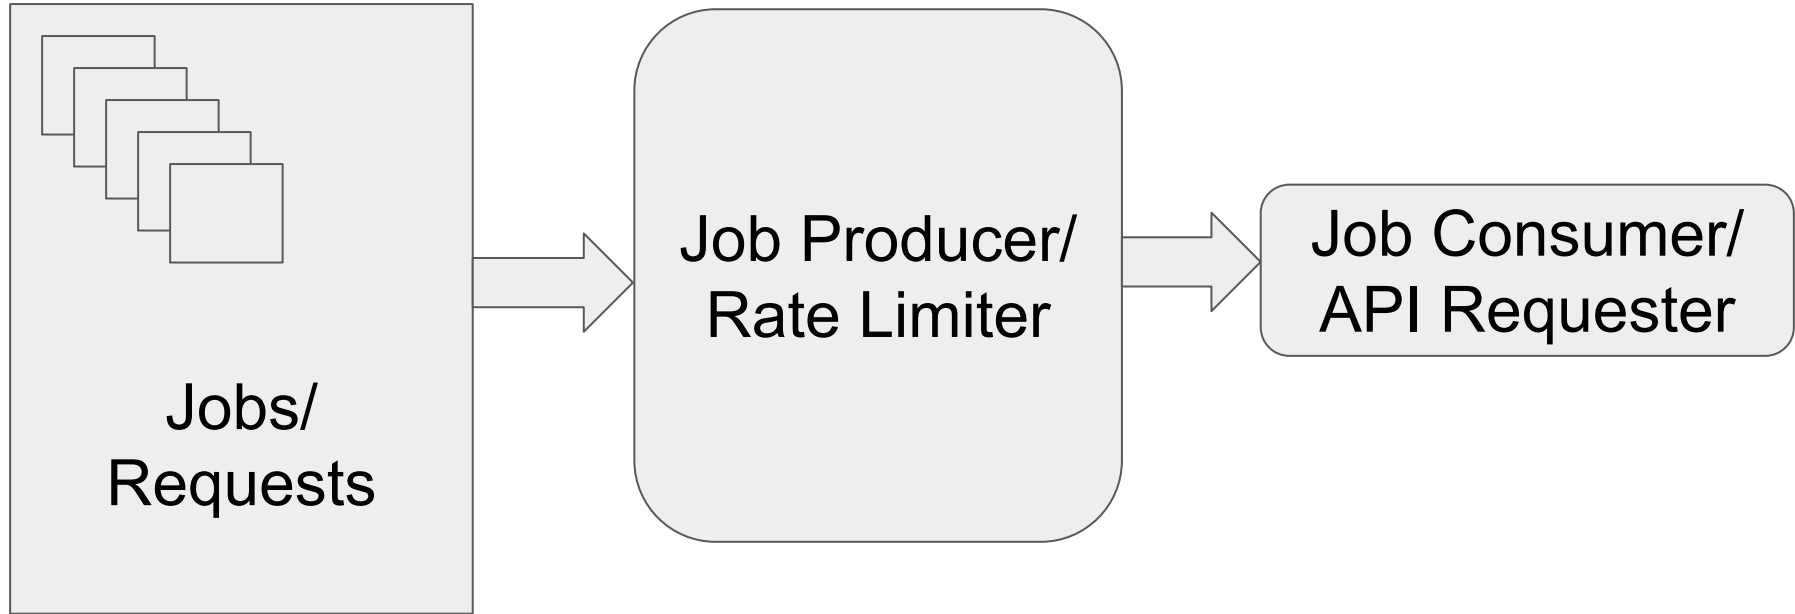 Jobs/
Requests
Job Producer/
Rate Limiter
Job Consumer/
API Requester